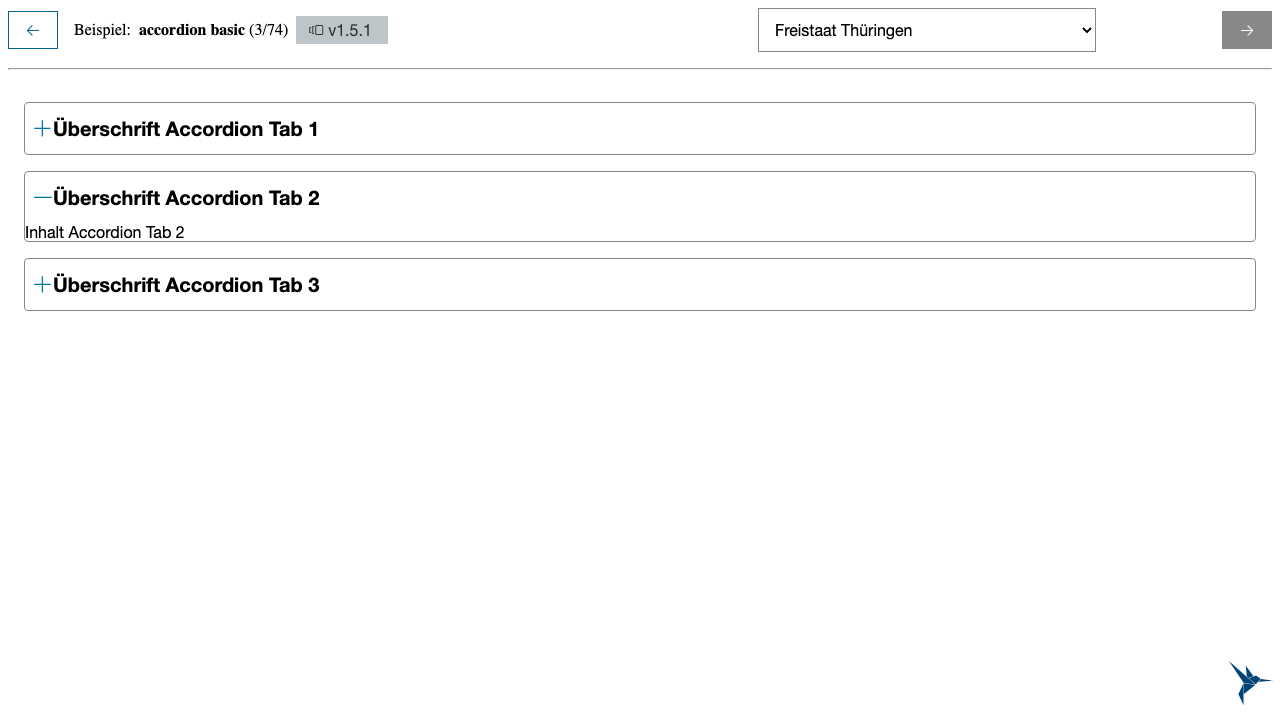 Beispiel: accordion basic (3/74) v1.5.1 Freistaat Thüringen
Überschrift Accordion Tab 1
Überschrift Accordion Tab 2
Inhalt Accordion Tab 2
Überschrift Accordion Tab 3